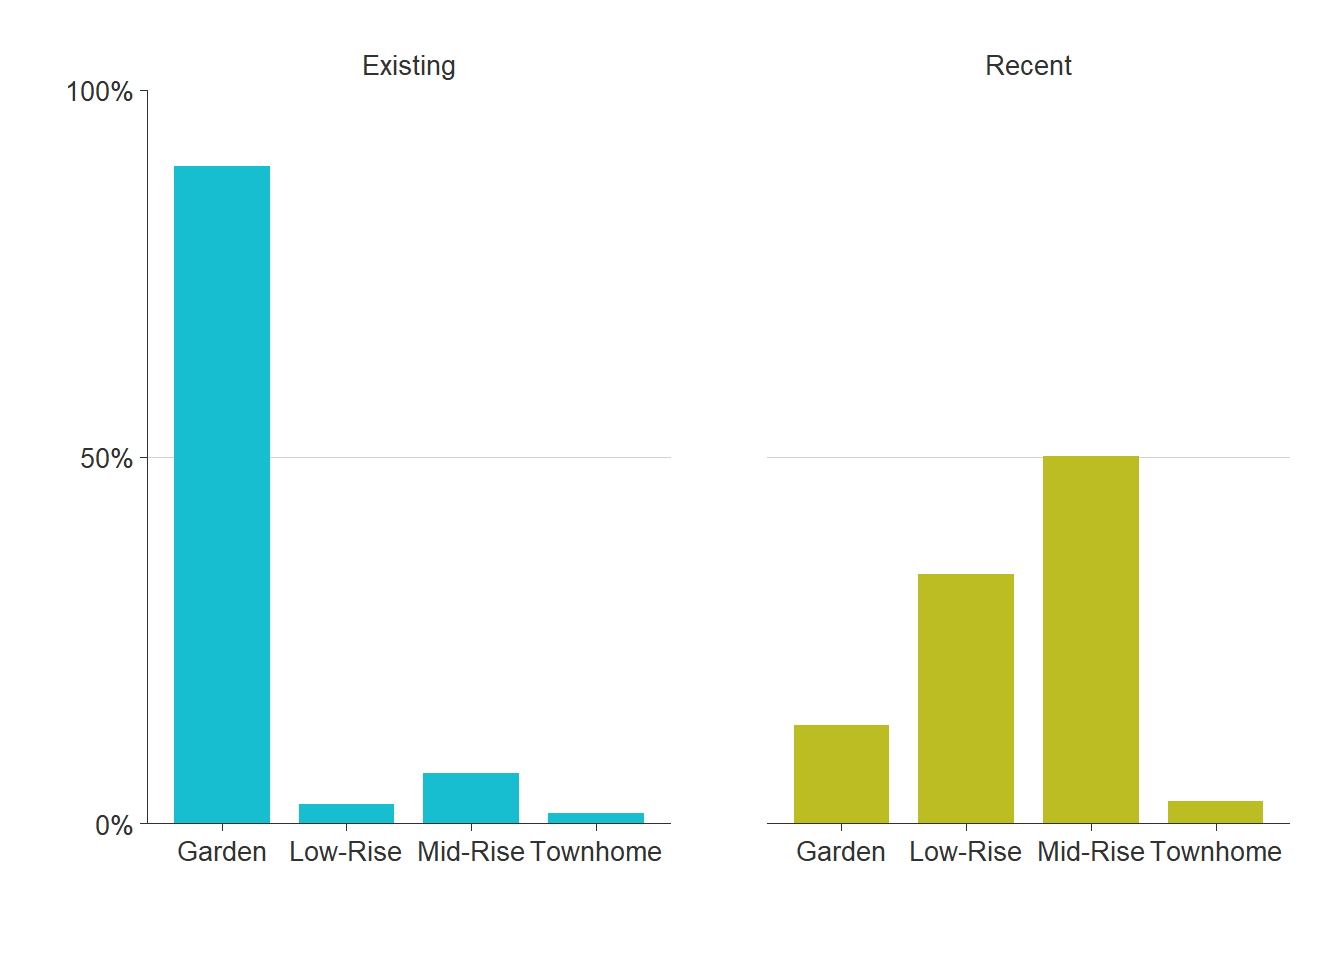 Existing
Recent
100%
50%
0%
Garden Low-Rise Mid-Rise Townhome
Garden Low-Rise Mid-Rise Townhome